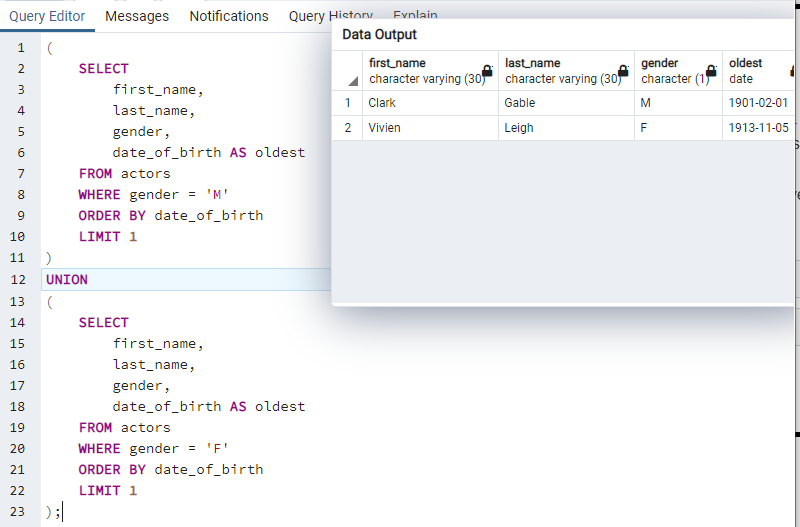 Query Editor Messages Notifications Query History Explain
1 (
2 SELECT
3 first_name,
4 last_name,
5 gender,
6 date_of_birth AS oldest
7 FROM actors
8 WHERE gender = 'M'
9 ORDER BY date_of_birth
10 LIMIT 1
11 )
12 UNION
13 (
14 SELECT
15 first_name,
16 last_name,
17 gender,
18 date_of_birth AS oldest
19 FROM actors
20 WHERE gender = 'F'
21 ORDER BY date_of_birth
22 LIMIT 1
23 );
Data Output
first_name last_name gender oldest
character varying (30) character varying (30) character (1) date
1 Clark Gable M 1901-02-01
2 Vivien Leigh F 1913-11-05